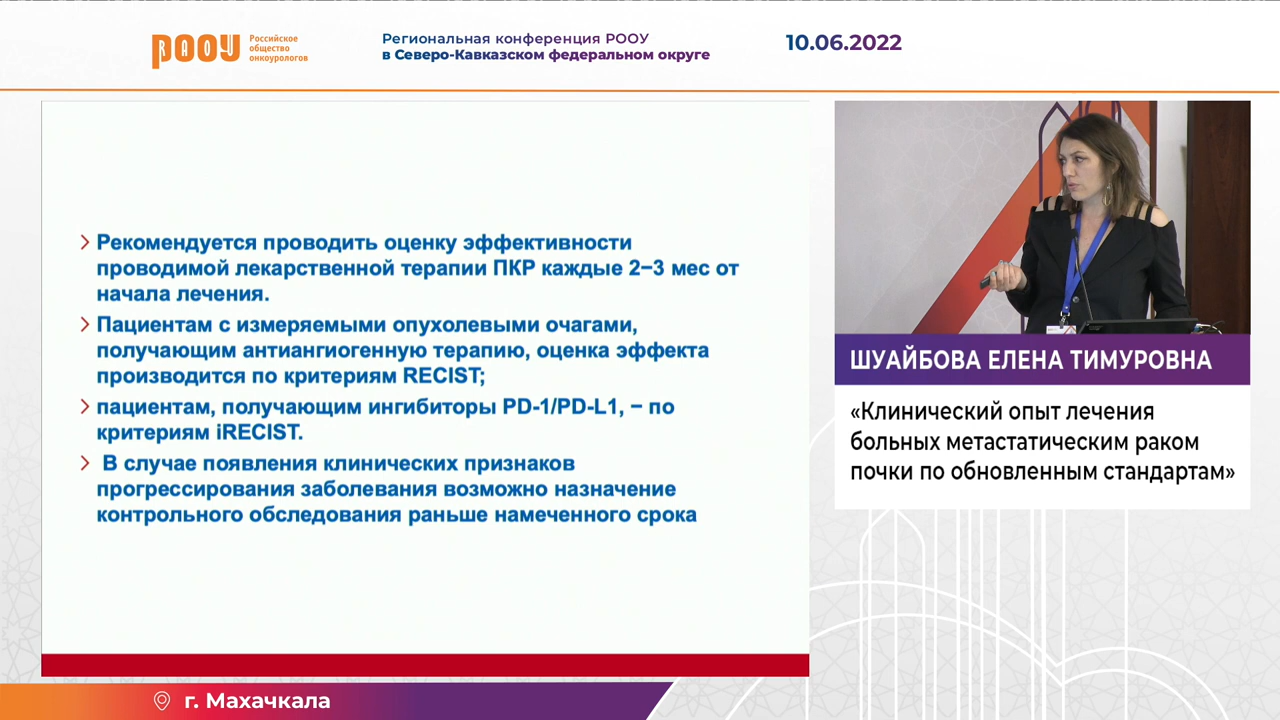 РООУ
Российское
общество
онкоурологов
Региональная конференция РООУ
в Северо-Кавказском федеральном округе
10.06.2022
Рекомендуется проводить оценку эффективности
проводимой лекарственной терапии ПКР каждые 2–3 мес от
начала лечения.
Пациентам с измеряемыми опухолевыми очагами,
получающим антиангиогенную терапию, оценка эффекта
производится по критериям RECIST;
пациентам, получающим ингибиторы PD-1/PD-L1, – по
критериям iRECIST.
В случае появления клинических признаков
прогрессирования заболевания возможно назначение
контрольного обследования раньше намеченного срока
ШУАЙБОВА ЕЛЕНА ТИМУРОВНА
«Клинический опыт лечения
больных метастатическим раком
почки по обновленным стандартам»
г. Махачкала